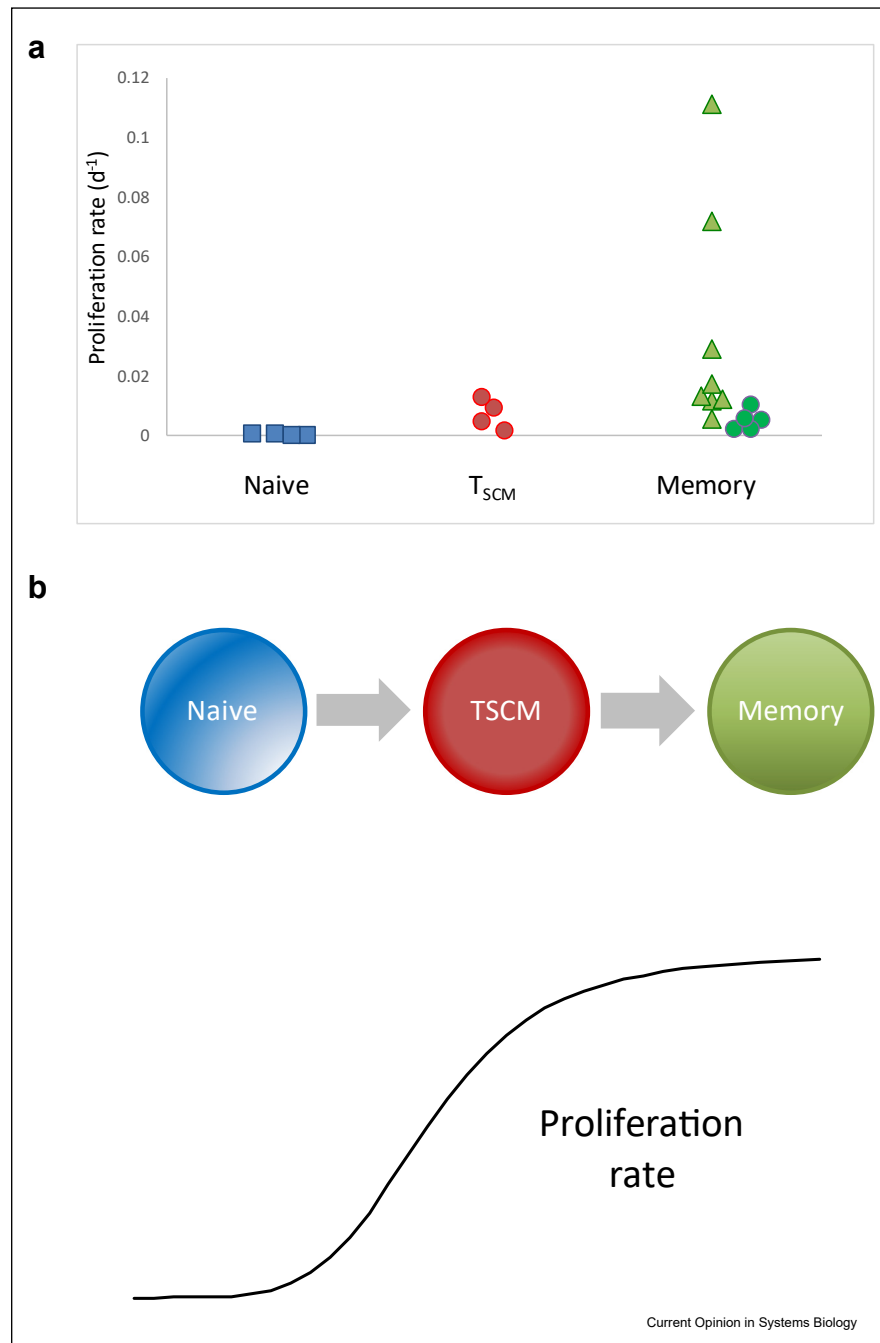 a
Proliferation rate (d⁻¹)
0.12
0.1
0.08
0.06
0.04
0.02
0
Naive
T_SCM
Memory
b
Naive
TSCM
Memory
Proliferation
rate
Current Opinion in Systems Biology